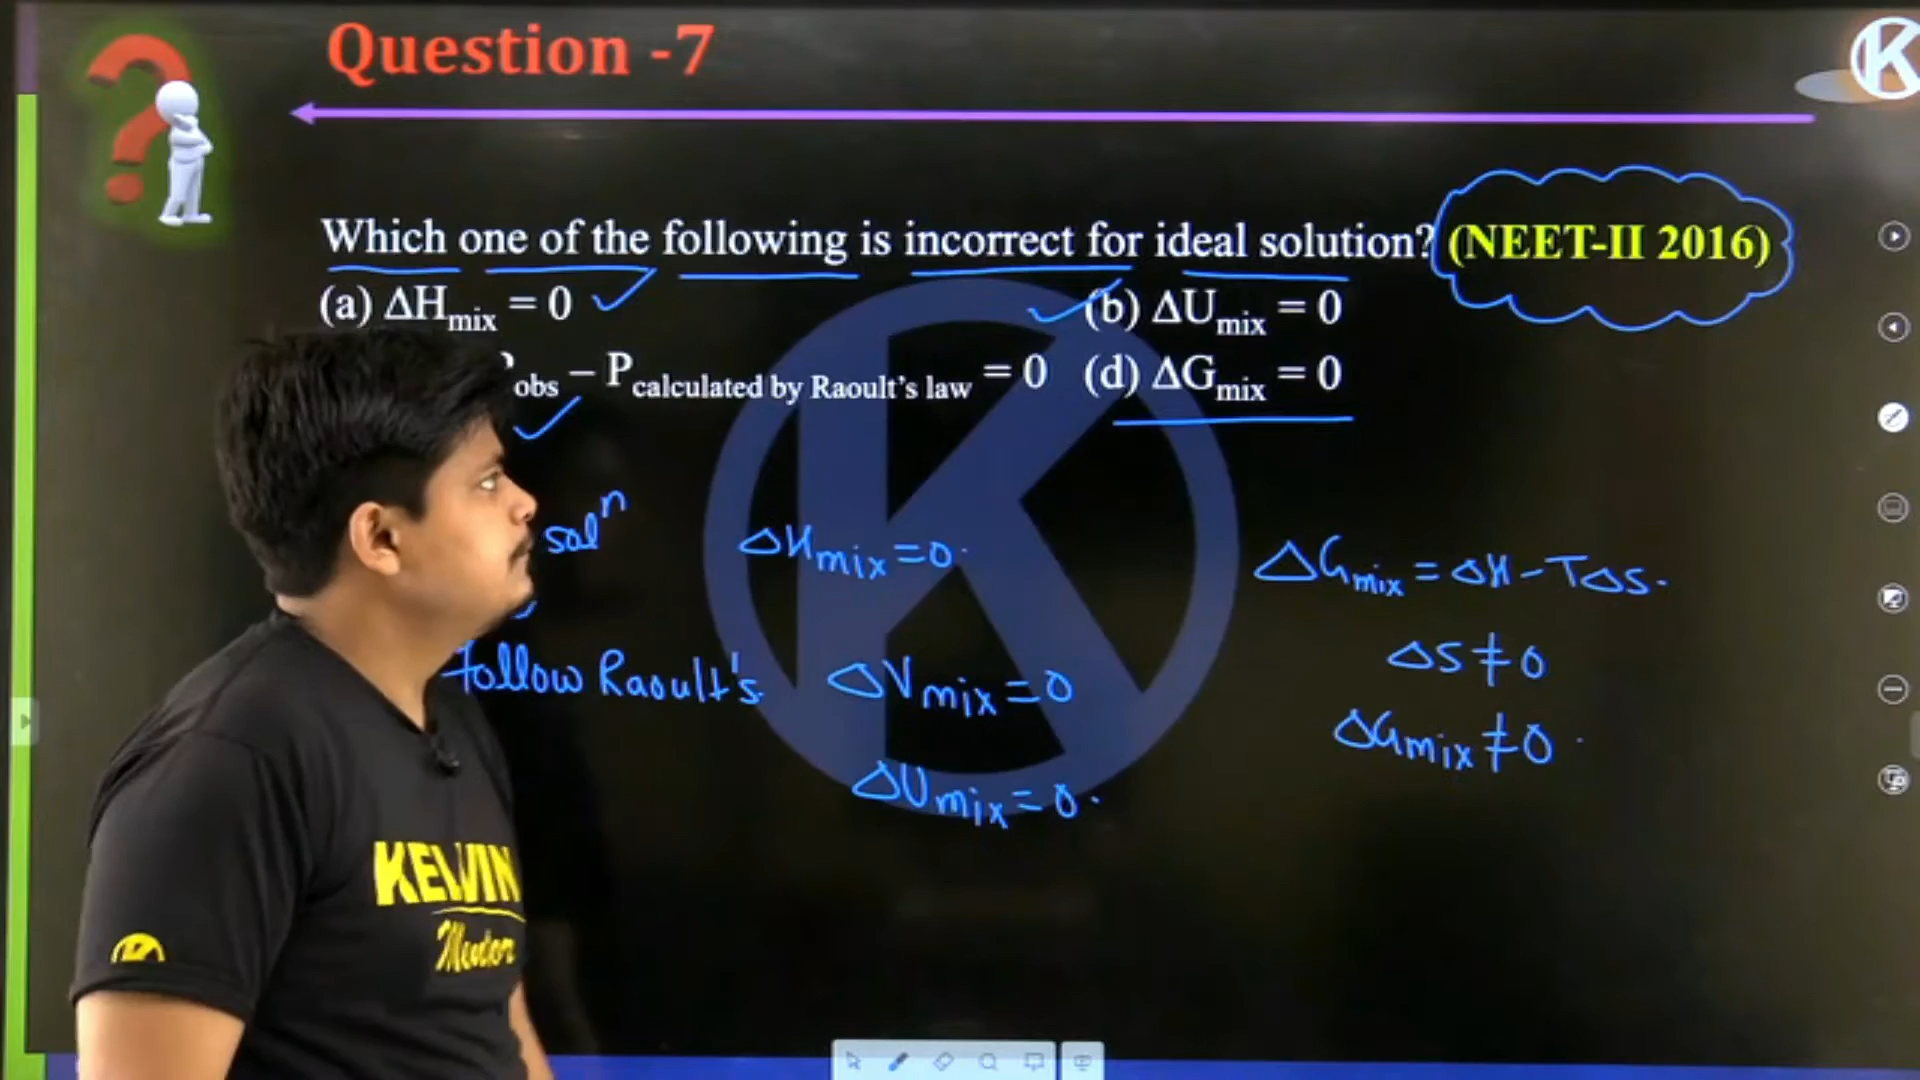 Question -7
Which one of the following is incorrect for ideal solution? (NEET-II 2016)
(a) ΔHmix = 0 (b) ΔUmix = 0
obs – Pcalculated by Raoult's law = 0 (d) ΔGmix = 0
solⁿ
ΔHmix=0.
ΔGmix = ΔH – TΔS.
ΔS ≠ 0
follow Raoult's.
ΔVmix = 0
ΔGmix ≠ 0.
ΔUmix = 0.
KELVIN
Mentor
K